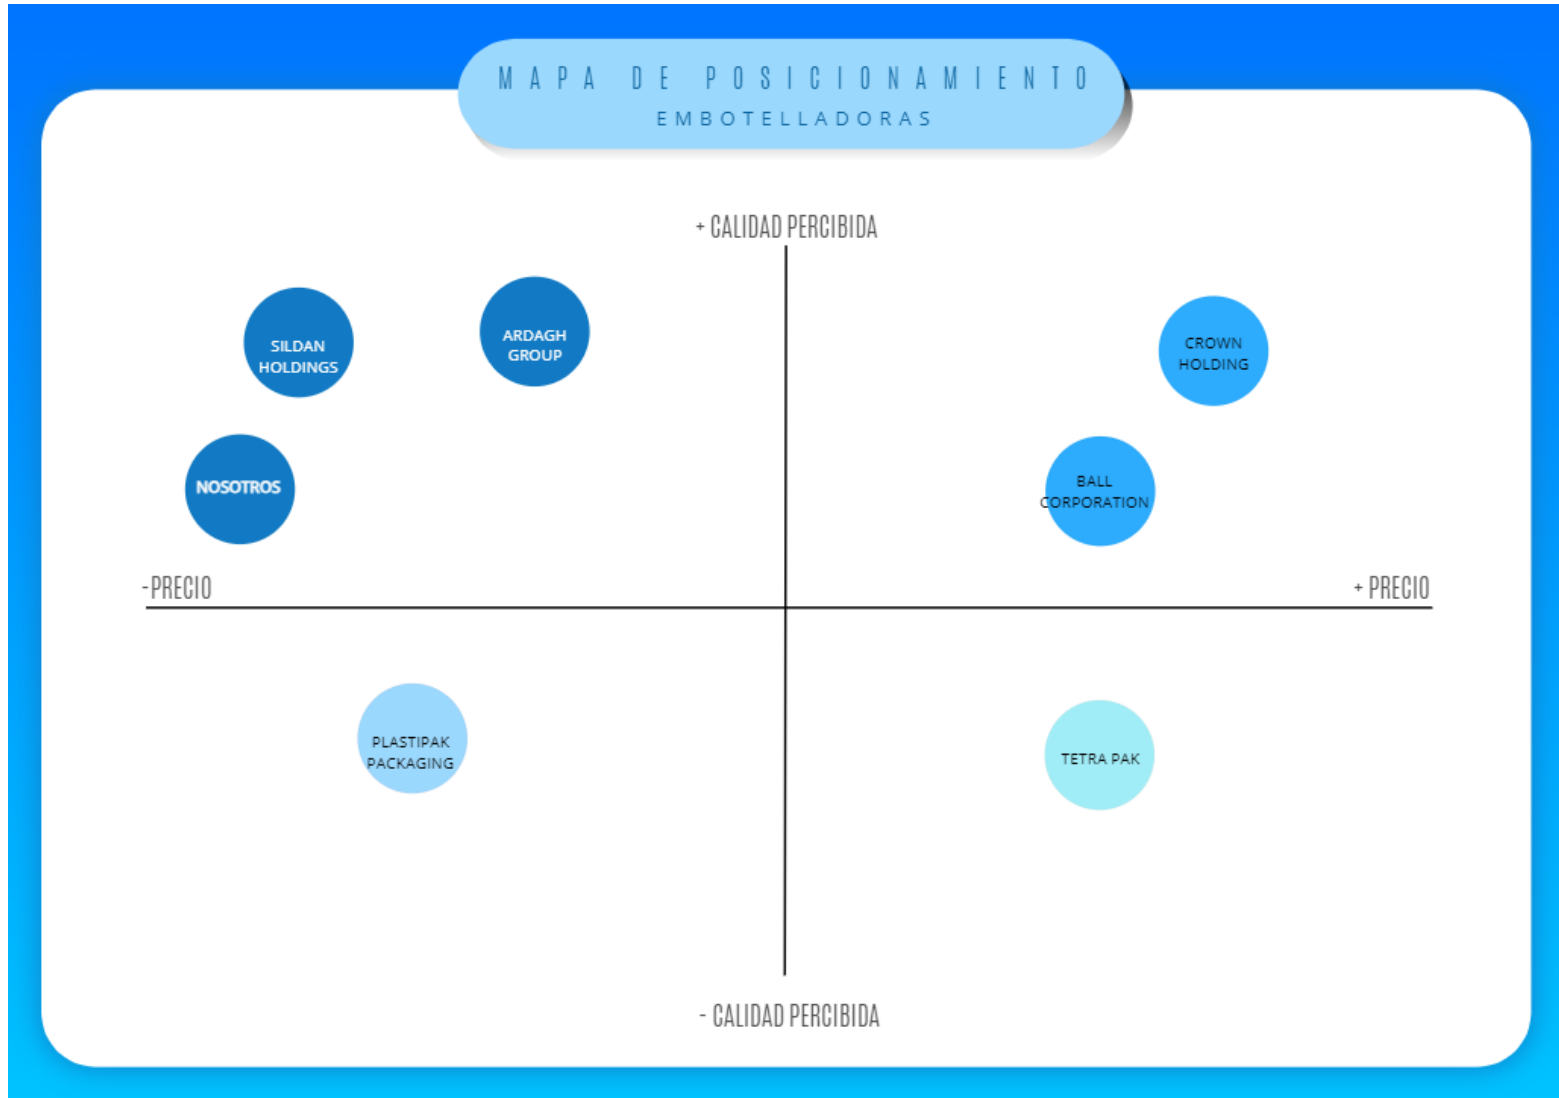 MAPA DE POSICIONAMIENTO
EMBOTELLADORAS
+ CALIDAD PERCIBIDA
SILDAN
HOLDINGS
ARDAGH
GROUP
CROWN
HOLDING
NOSOTROS
BALL
CORPORATION
-PRECIO
+ PRECIO
PLASTIPAK
PACKAGING
TETRA PAK
- CALIDAD PERCIBIDA